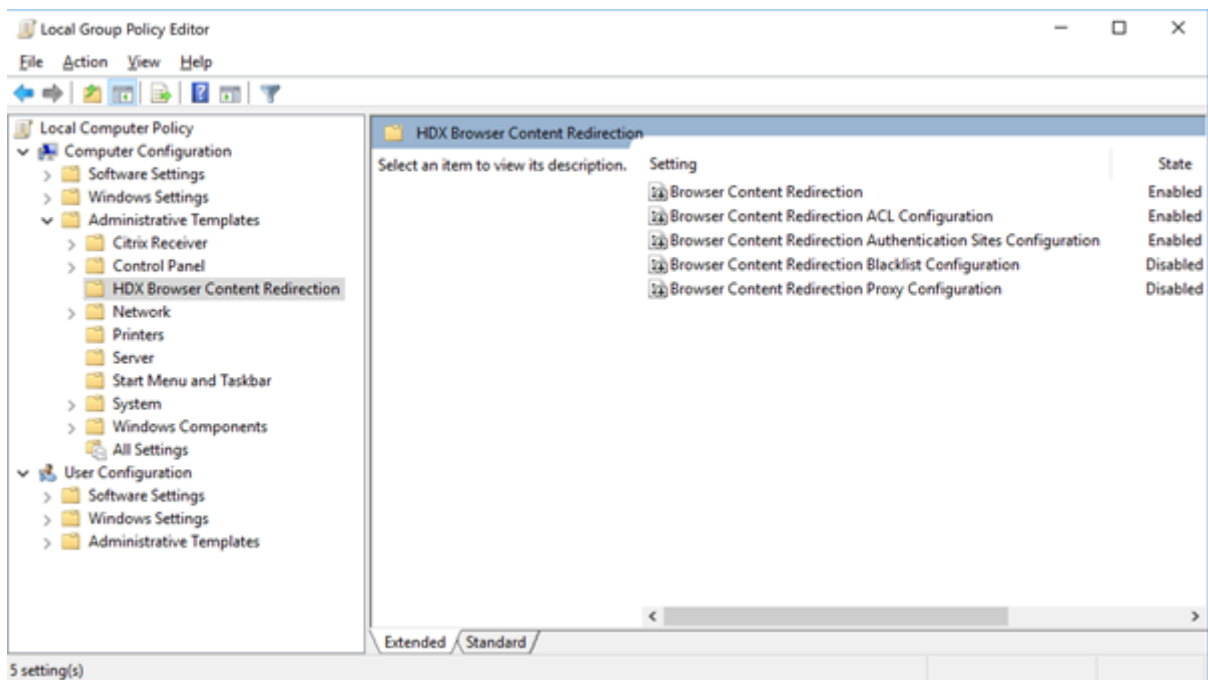 Local Group Policy Editor
File Action View Help
Local Computer Policy
Computer Configuration
Software Settings
Windows Settings
Administrative Templates
Citrix Receiver
Control Panel
HDX Browser Content Redirection
Network
Printers
Server
Start Menu and Taskbar
System
Windows Components
All Settings
User Configuration
Software Settings
Windows Settings
Administrative Templates
HDX Browser Content Redirection
Select an item to view its description.
Setting State
Browser Content Redirection Enabled
Browser Content Redirection ACL Configuration Enabled
Browser Content Redirection Authentication Sites Configuration Enabled
Browser Content Redirection Blacklist Configuration Disabled
Browser Content Redirection Proxy Configuration Disabled
Extended Standard
5 setting(s)